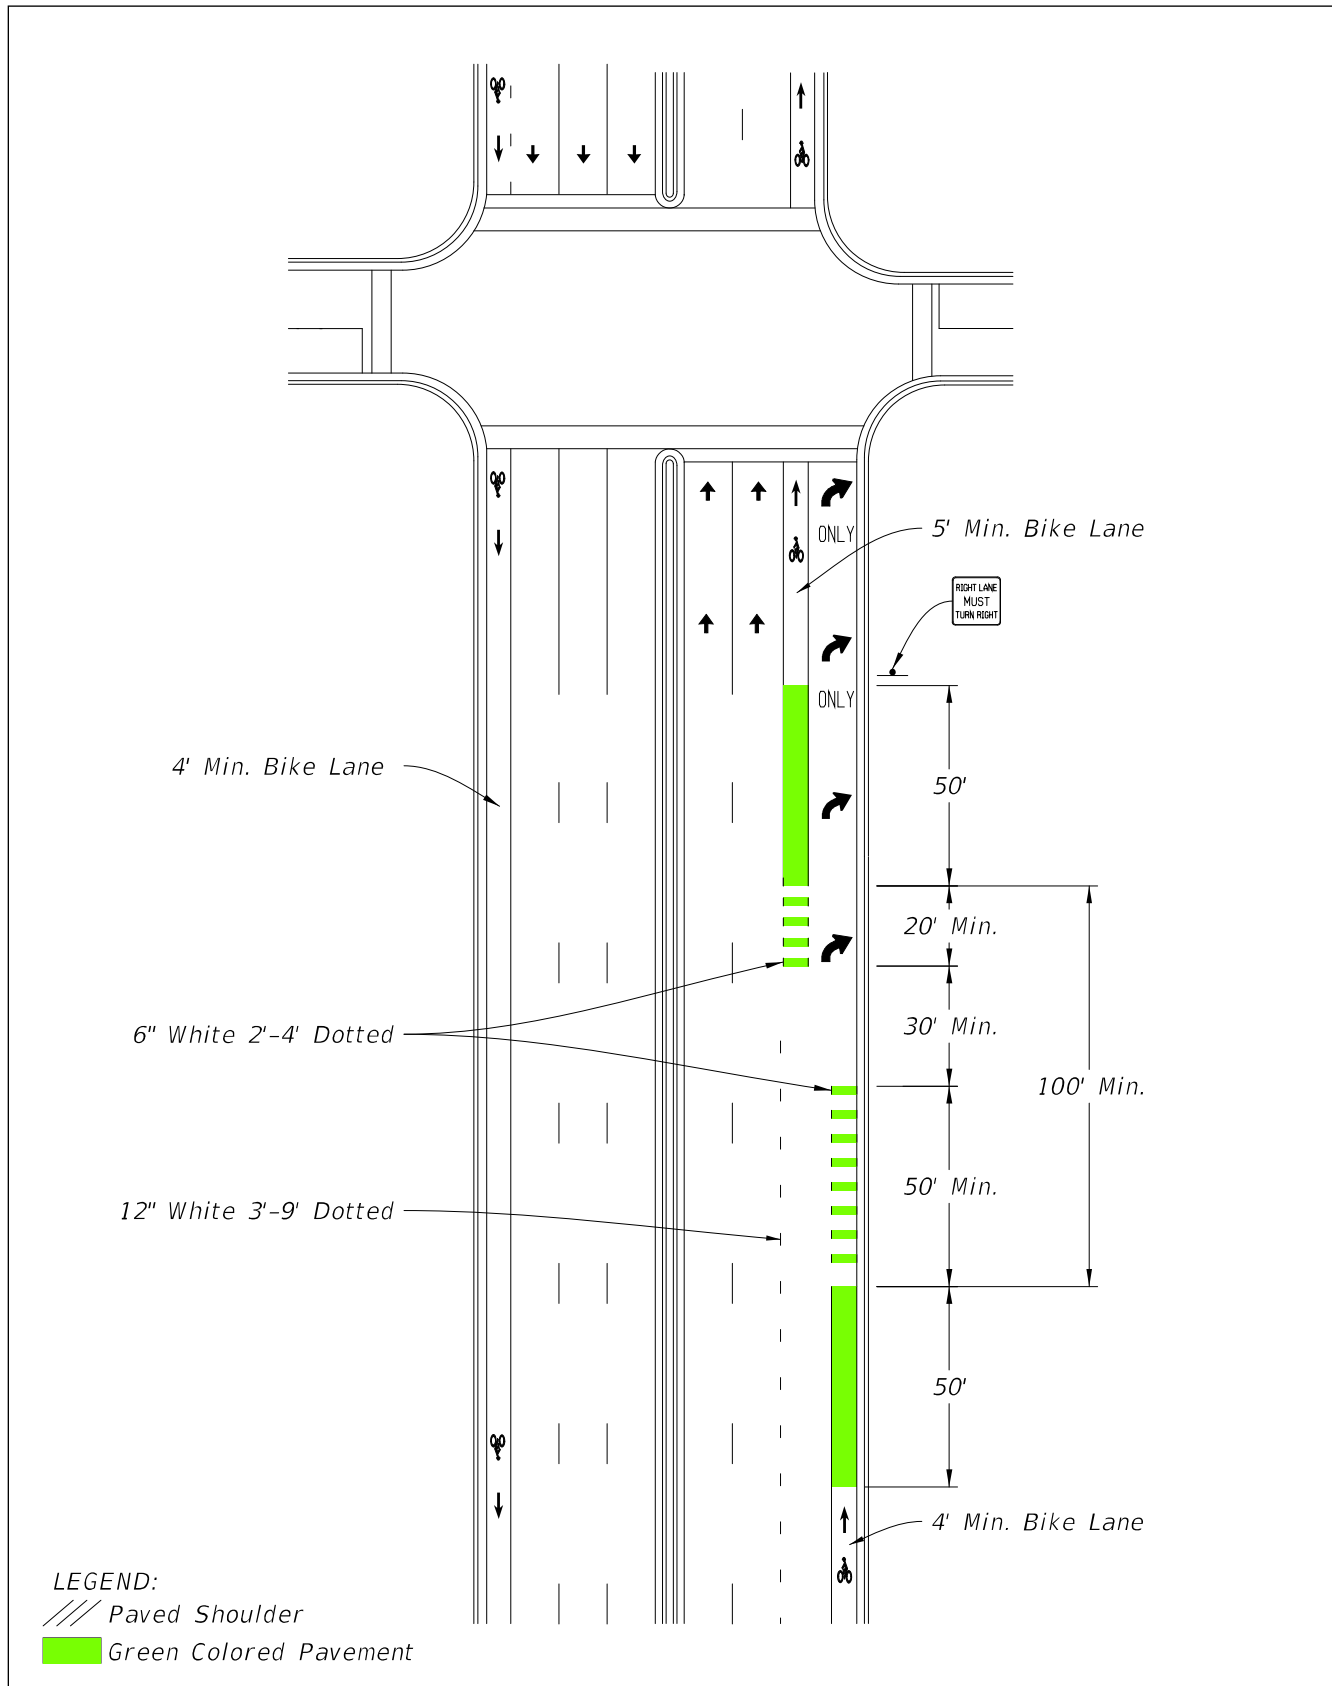 ONLY
5' Min. Bike Lane
RIGHT LANE
MUST
TURN RIGHT
ONLY
4' Min. Bike Lane
50'
20' Min.
6" White 2'-4' Dotted
30' Min.
100' Min.
50' Min.
12" White 3'-9' Dotted
50'
4' Min. Bike Lane
LEGEND:
Paved Shoulder
Green Colored Pavement